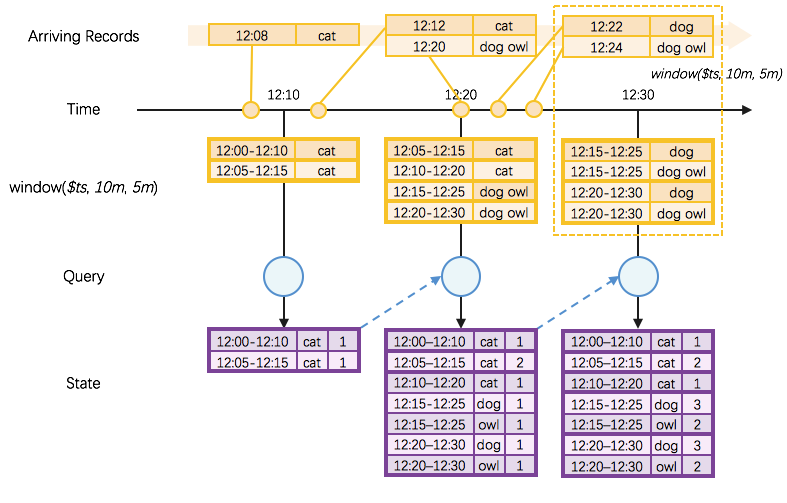 Arriving Records
12:08 cat
12:12 cat
12:20 dog owl
12:22 dog
12:24 dog owl
window($ts, 10m, 5m)
Time
12:10 12:20 12:30
window($ts, 10m, 5m)
12:00-12:10 cat
12:05-12:15 cat
12:05-12:15 cat
12:10-12:20 cat
12:15-12:25 dog owl
12:20-12:30 dog owl
12:15-12:25 dog
12:15-12:25 dog owl
12:20-12:30 dog
12:20-12:30 dog owl
Query
State
12:00-12:10 cat 1
12:05-12:15 cat 1
12:00–12:10 cat 1
12:05–12:15 cat 2
12:10–12:20 cat 1
12:15-12:25 dog 1
12:15–12:25 owl 1
12:20–12:30 dog 1
12:20–12:30 owl 1
12:00–12:10 cat 1
12:05–12:15 cat 2
12:10–12:20 cat 1
12:15-12:25 dog 3
12:15–12:25 owl 2
12:20–12:30 dog 3
12:20–12:30 owl 2